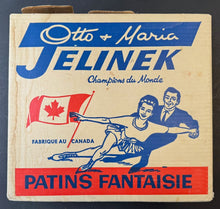 Otto + Maria
JELINEK
Champions du Monde
FABRIQUE AU CANADA
PATINS FANTAISIE